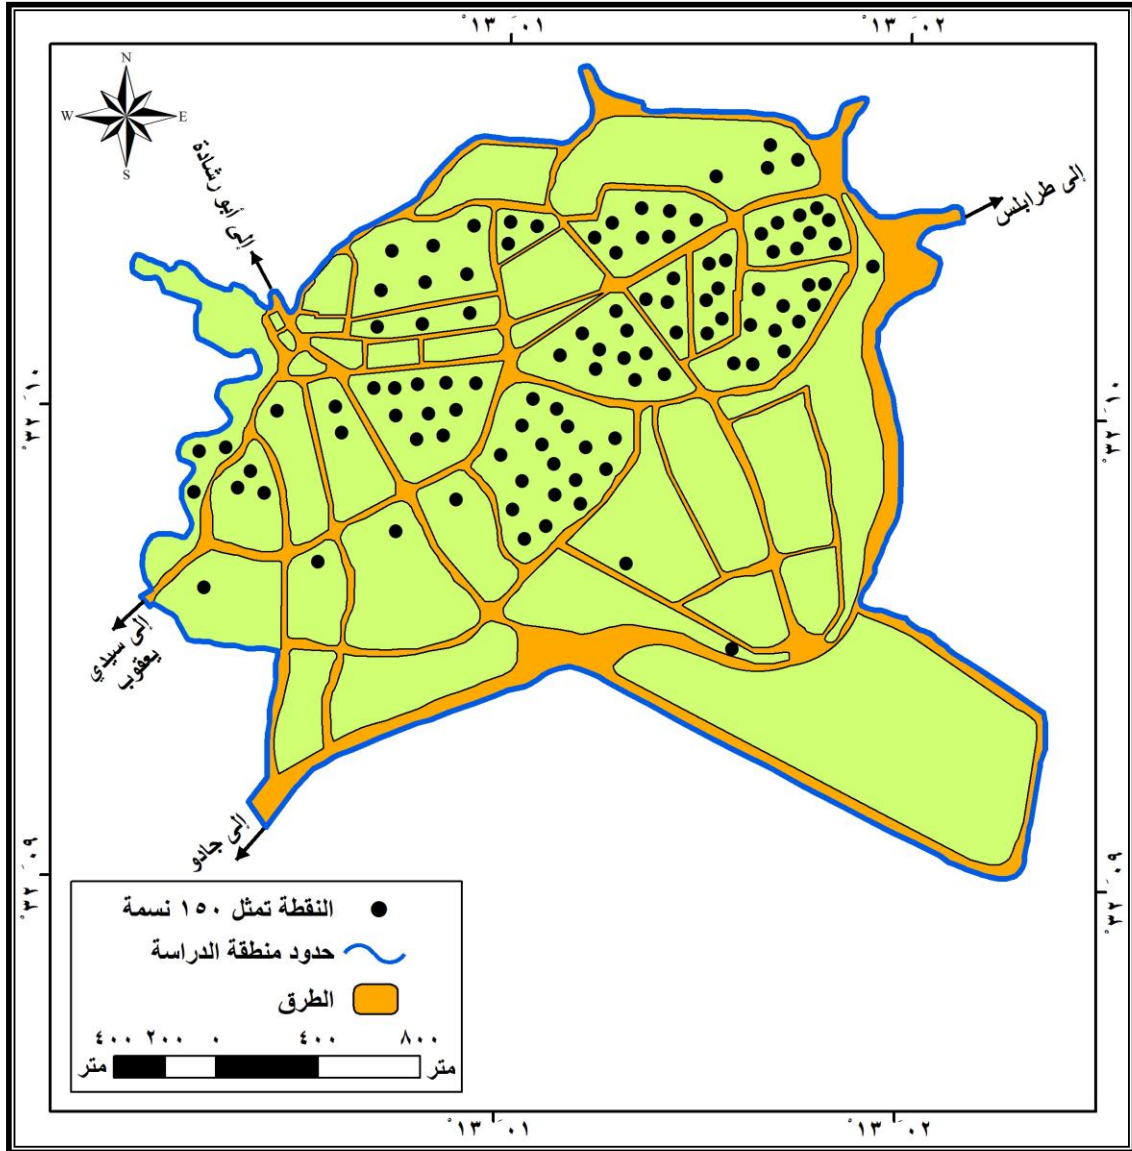 °١٣ َ٠١
°١٣ َ٠٢
N
W
E
S
إلى أبو رشادة
إلى طرابلس
°٣٢ َ١٠
°٣٢ َ١٠
إلى سيدي
يعقوب
إلى جادو
°٣٢ َ٠٩
°٣٢ َ٠٩
النقطة تمثل ١٥٠ نسمة
حدود منطقة الدراسة
الطرق
٤٠٠ ٢٠٠ ٠ ٤٠٠ ٨٠٠
متر
متر
°١٣ َ٠١
°١٣ َ٠٢